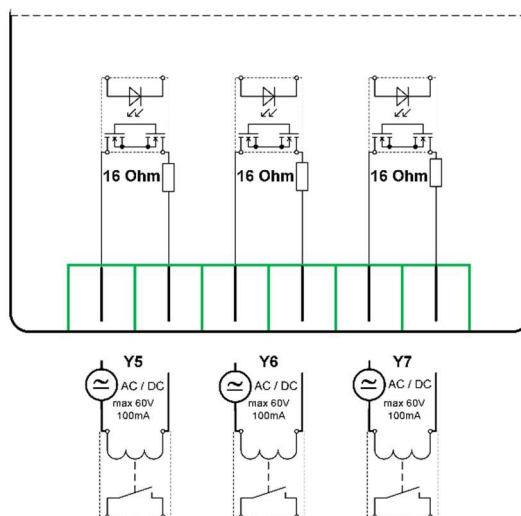 16 Ohm 16 Ohm 16 Ohm
Y5 Y6 Y7
AC / DC AC / DC AC / DC
max 60V max 60V max 60V
100mA 100mA 100mA